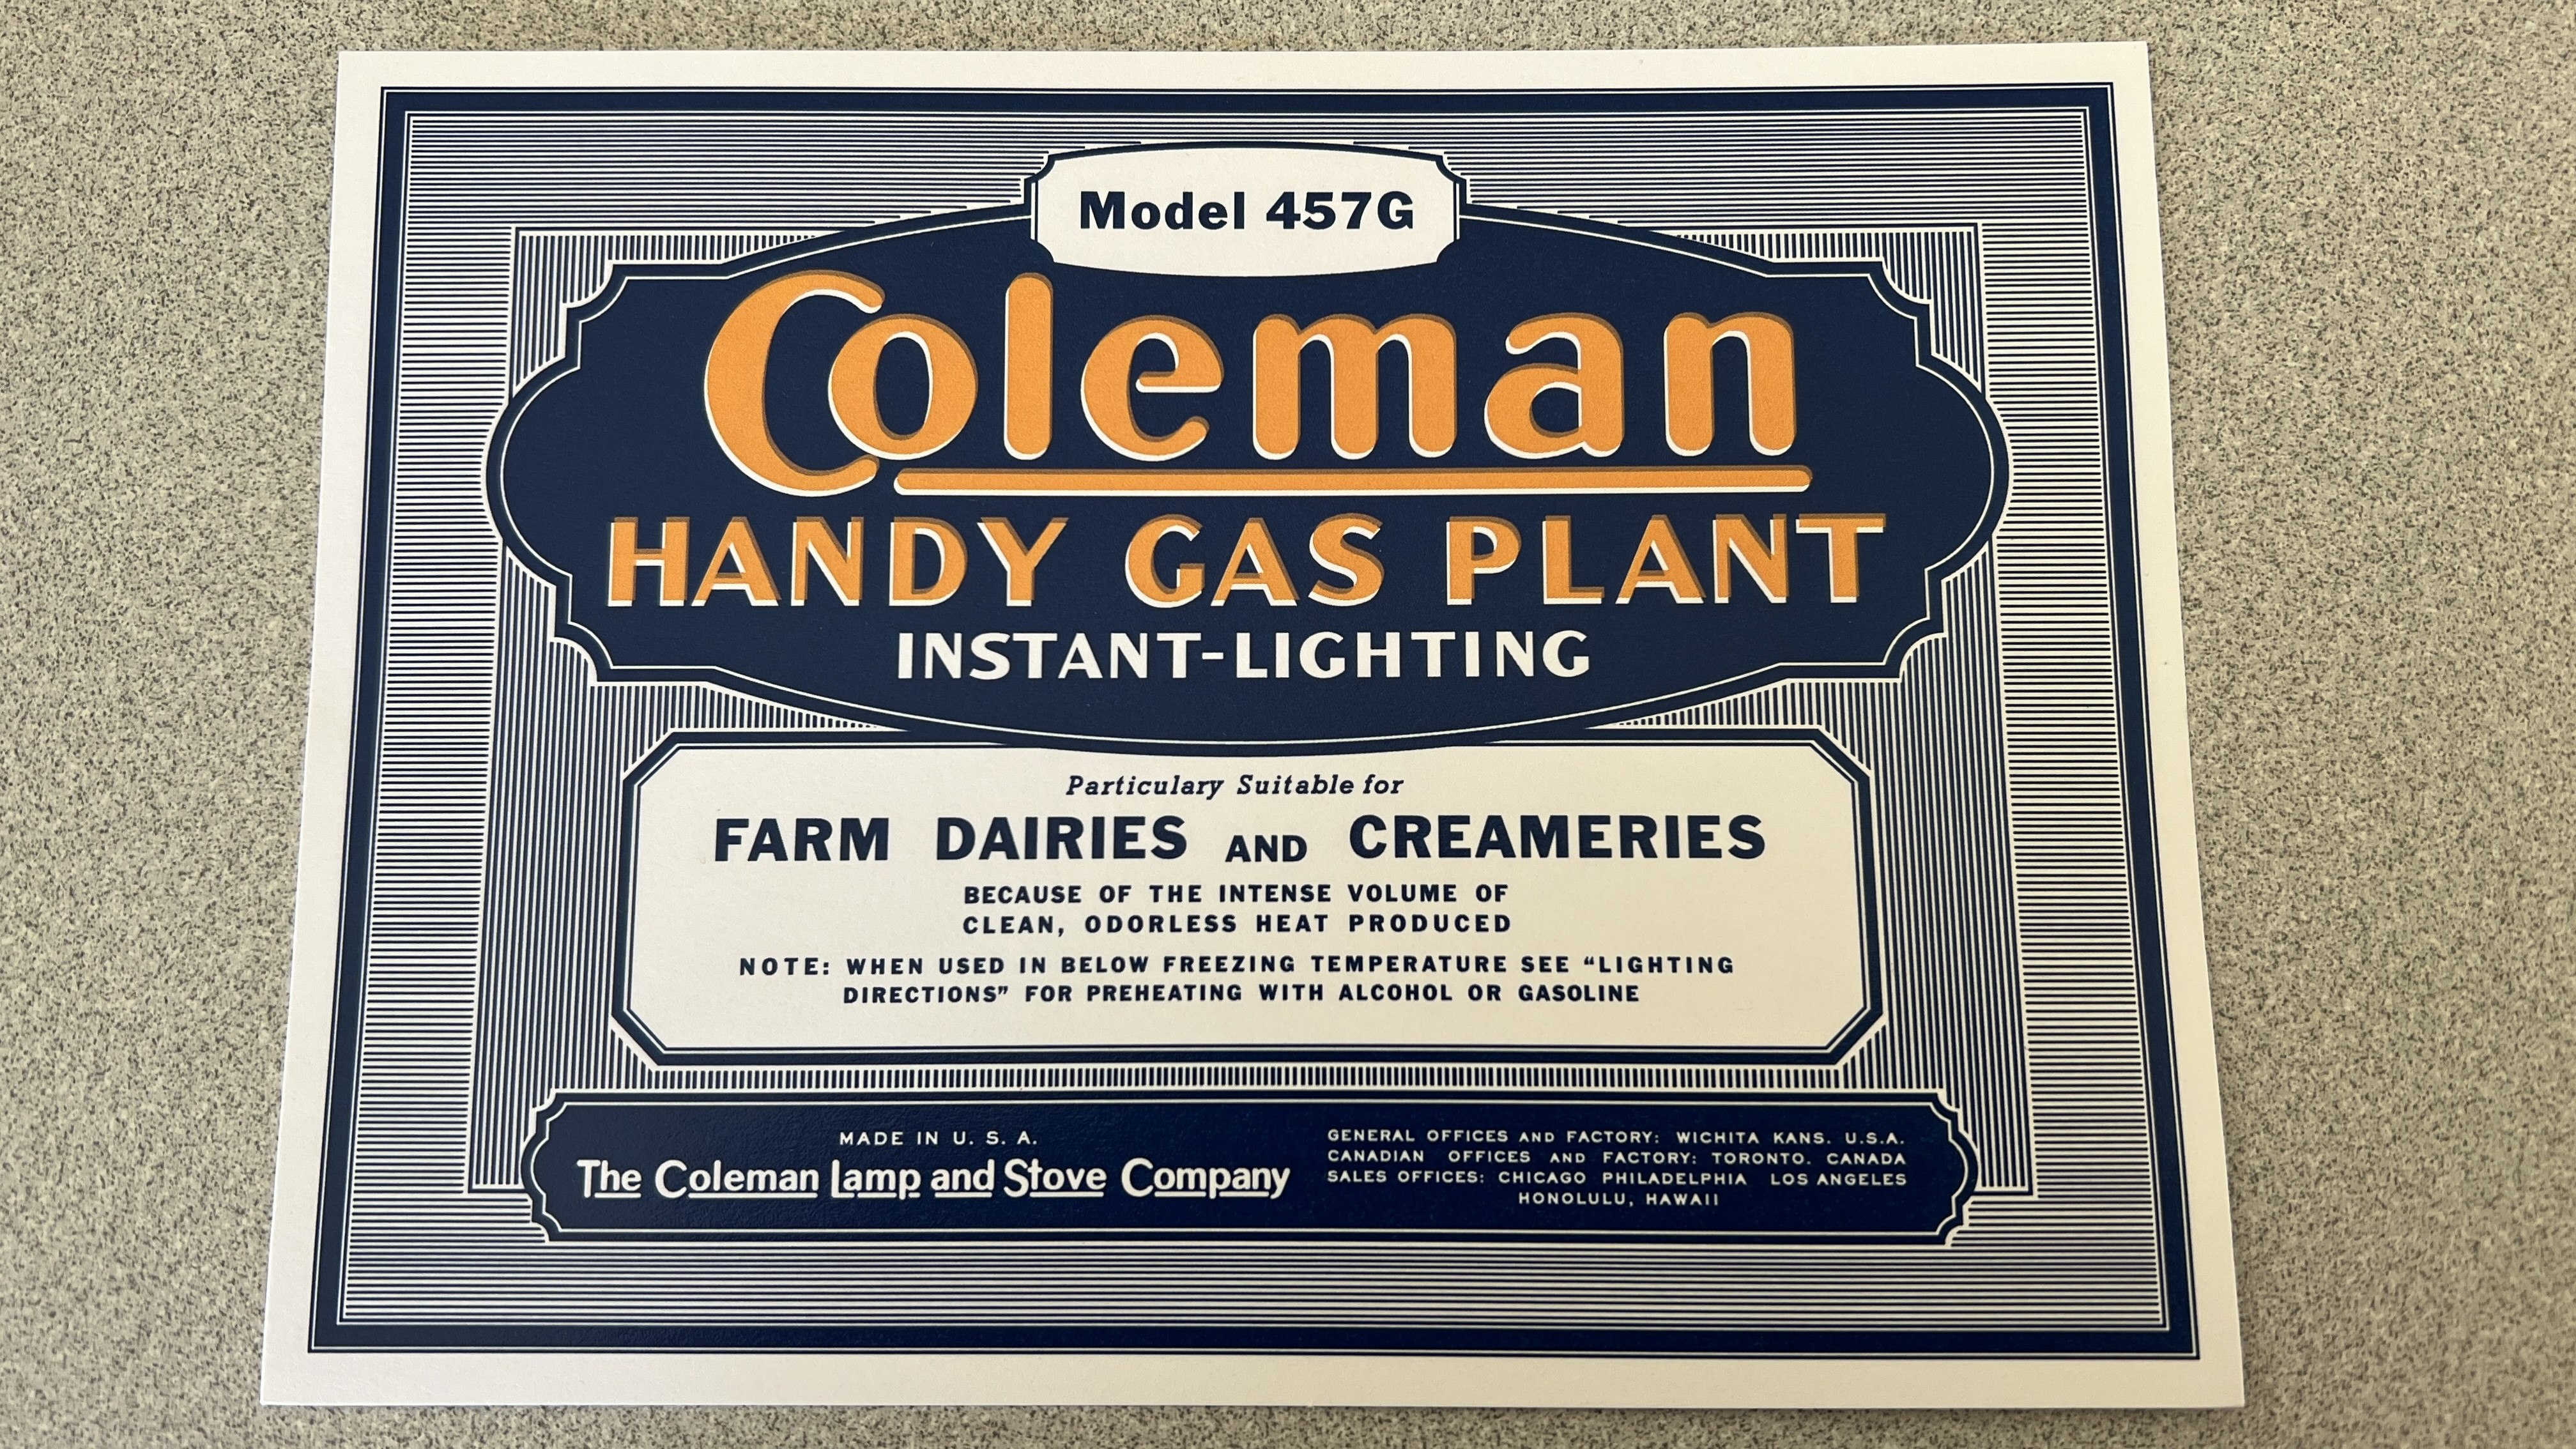 Model 457G
Coleman
HANDY GAS PLANT
INSTANT-LIGHTING
Particulary Suitable for
FARM DAIRIES AND CREAMERIES
BECAUSE OF THE INTENSE VOLUME OF
CLEAN, ODORLESS HEAT PRODUCED
NOTE: WHEN USED IN BELOW FREEZING TEMPERATURE SEE “LIGHTING
DIRECTIONS” FOR PREHEATING WITH ALCOHOL OR GASOLINE
MADE IN U. S. A.
The Coleman Lamp and Stove Company
GENERAL OFFICES AND FACTORY: WICHITA KANS. U.S.A.
CANADIAN OFFICES AND FACTORY: TORONTO. CANADA
SALES OFFICES: CHICAGO PHILADELPHIA LOS ANGELES
HONOLULU, HAWAII